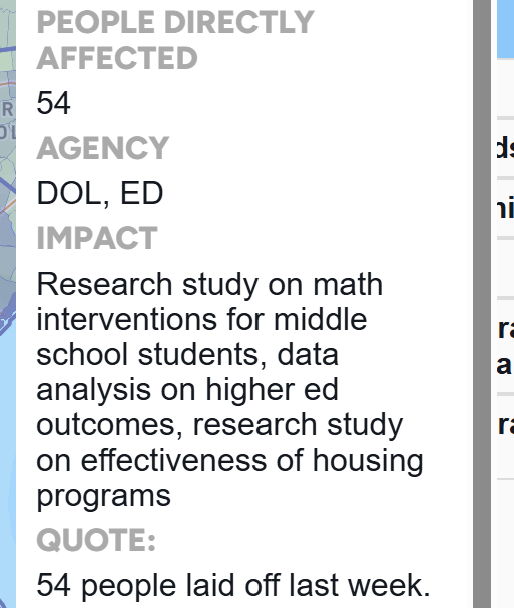 PEOPLE DIRECTLY
AFFECTED
54
AGENCY
DOL, ED
IMPACT
Research study on math
interventions for middle
school students, data
analysis on higher ed
outcomes, research study
on effectiveness of housing
programs
QUOTE:
54 people laid off last week.